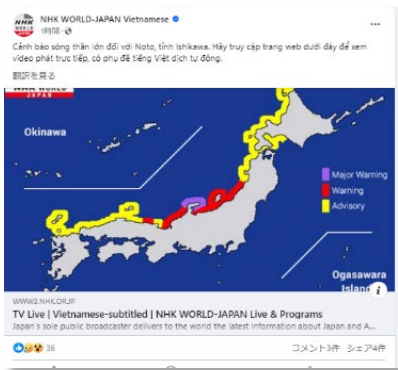 NHK WORLD-JAPAN Vietnamese
1時間
Cảnh báo sóng thần lớn đối với Noto, tỉnh Ishikawa. Hãy truy cập trang web dưới đây để xem
video phát trực tiếp, có phụ đề tiếng Việt dịch tự động.
翻訳を見る
NHK WORLD
JAPAN
Okinawa
Major Warning
Warning
Advisory
Ogasawara
Islands
WWW3.NHK.OR.JP
TV Live | Vietnamese-subtitled | NHK WORLD-JAPAN Live & Programs
Japan's sole public broadcaster delivers to the world the latest information about Japan and A...
36
コメント3件 シェア4件